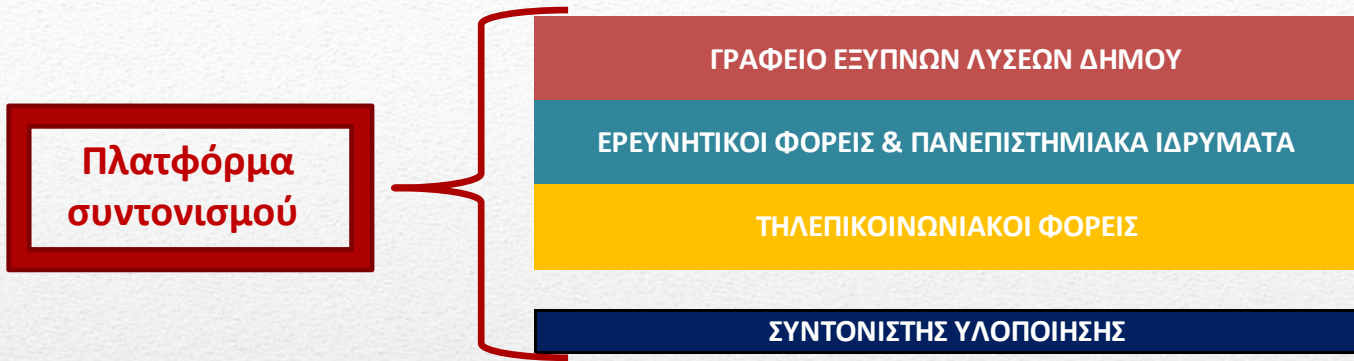 Πλατφόρμα
συντονισμού
ΓΡΑΦΕΙΟ ΕΞΥΠΝΩΝ ΛΥΣΕΩΝ ΔΗΜΟΥ
ΕΡΕΥΝΗΤΙΚΟΙ ΦΟΡΕΙΣ & ΠΑΝΕΠΙΣΤΗΜΙΑΚΑ ΙΔΡΥΜΑΤΑ
ΤΗΛΕΠΙΚΟΙΝΩΝΙΑΚΟΙ ΦΟΡΕΙΣ
ΣΥΝΤΟΝΙΣΤΗΣ ΥΛΟΠΟΙΗΣΗΣ